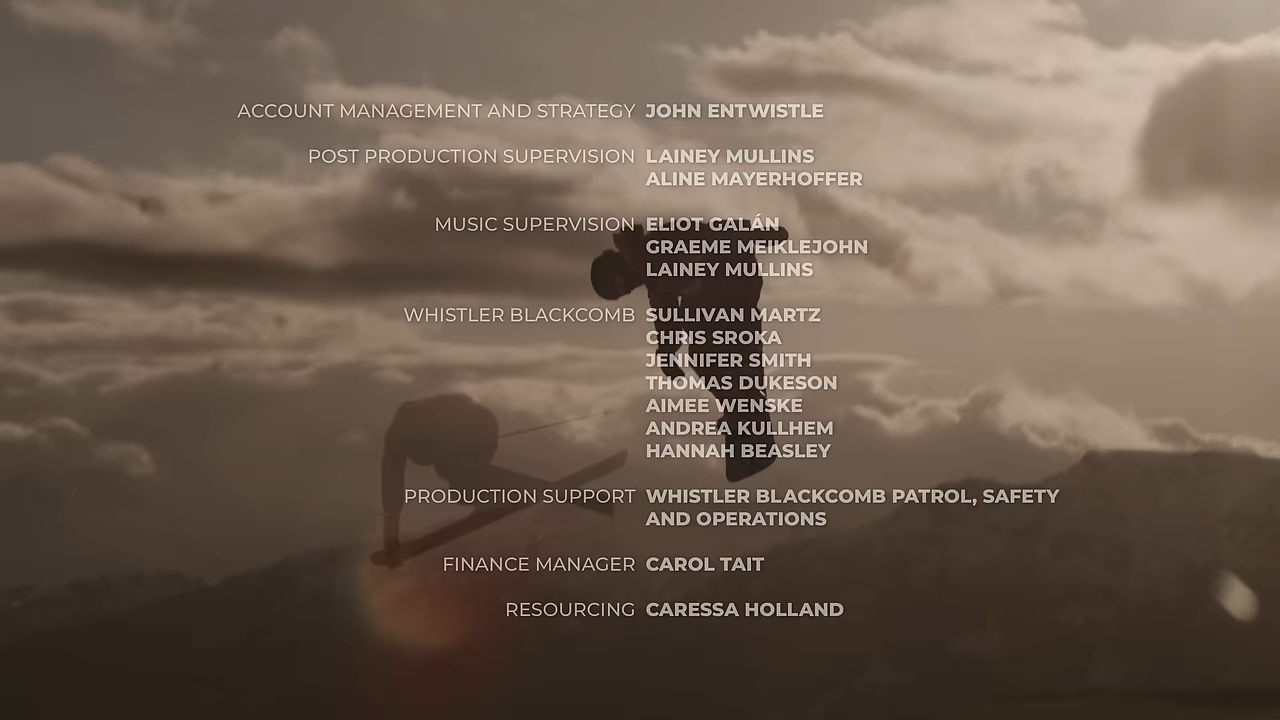 ACCOUNT MANAGEMENT AND STRATEGY JOHN ENTWISTLE
POST PRODUCTION SUPERVISION LAINEY MULLINS
ALINE MAYERHOFFER
MUSIC SUPERVISION ELIOT GALÁN
GRAEME MEIKLEJOHN
LAINEY MULLINS
WHISTLER BLACKCOMB SULLIVAN MARTZ
CHRIS SROKA
JENNIFER SMITH
THOMAS DUKESON
AIMEE WENSKE
ANDREA KULLHEM
HANNAH BEASLEY
PRODUCTION SUPPORT WHISTLER BLACKCOMB PATROL, SAFETY
AND OPERATIONS
FINANCE MANAGER CAROL TAIT
RESOURCING CARESSA HOLLAND